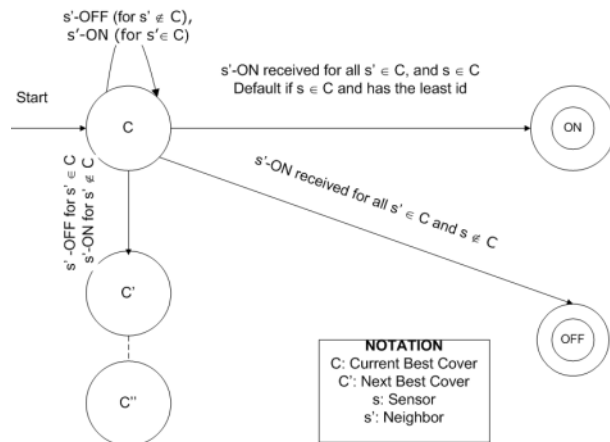 s'-OFF (for s' ∉ C),
s'-ON (for s'∈ C)
s'-ON received for all s' ∈ C, and s ∈ C
Default if s ∈ C and has the least id
Start
C
ON
s'-ON received for all s' ∈ C and s ∉ C
s' -OFF for s' ∈ C
s' -ON for s' ∉ C
C'
OFF
C''
NOTATION
C: Current Best Cover
C': Next Best Cover
s: Sensor
s': Neighbor